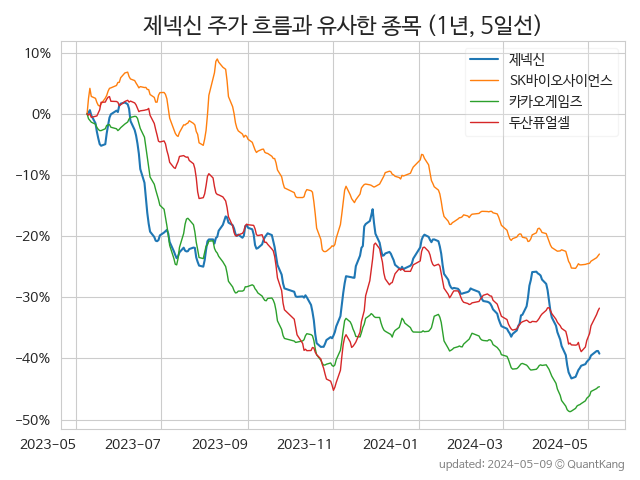 제넥신 주가 흐름과 유사한 종목 (1년, 5일선)
제넥신
SK바이오사이언스
카카오게임즈
두산퓨얼셀
10%
0%
−10%
−20%
−30%
−40%
−50%
2023-05
2023-07
2023-09
2023-11
2024-01
2024-03
2024-05
updated: 2024-05-09 © QuantKang